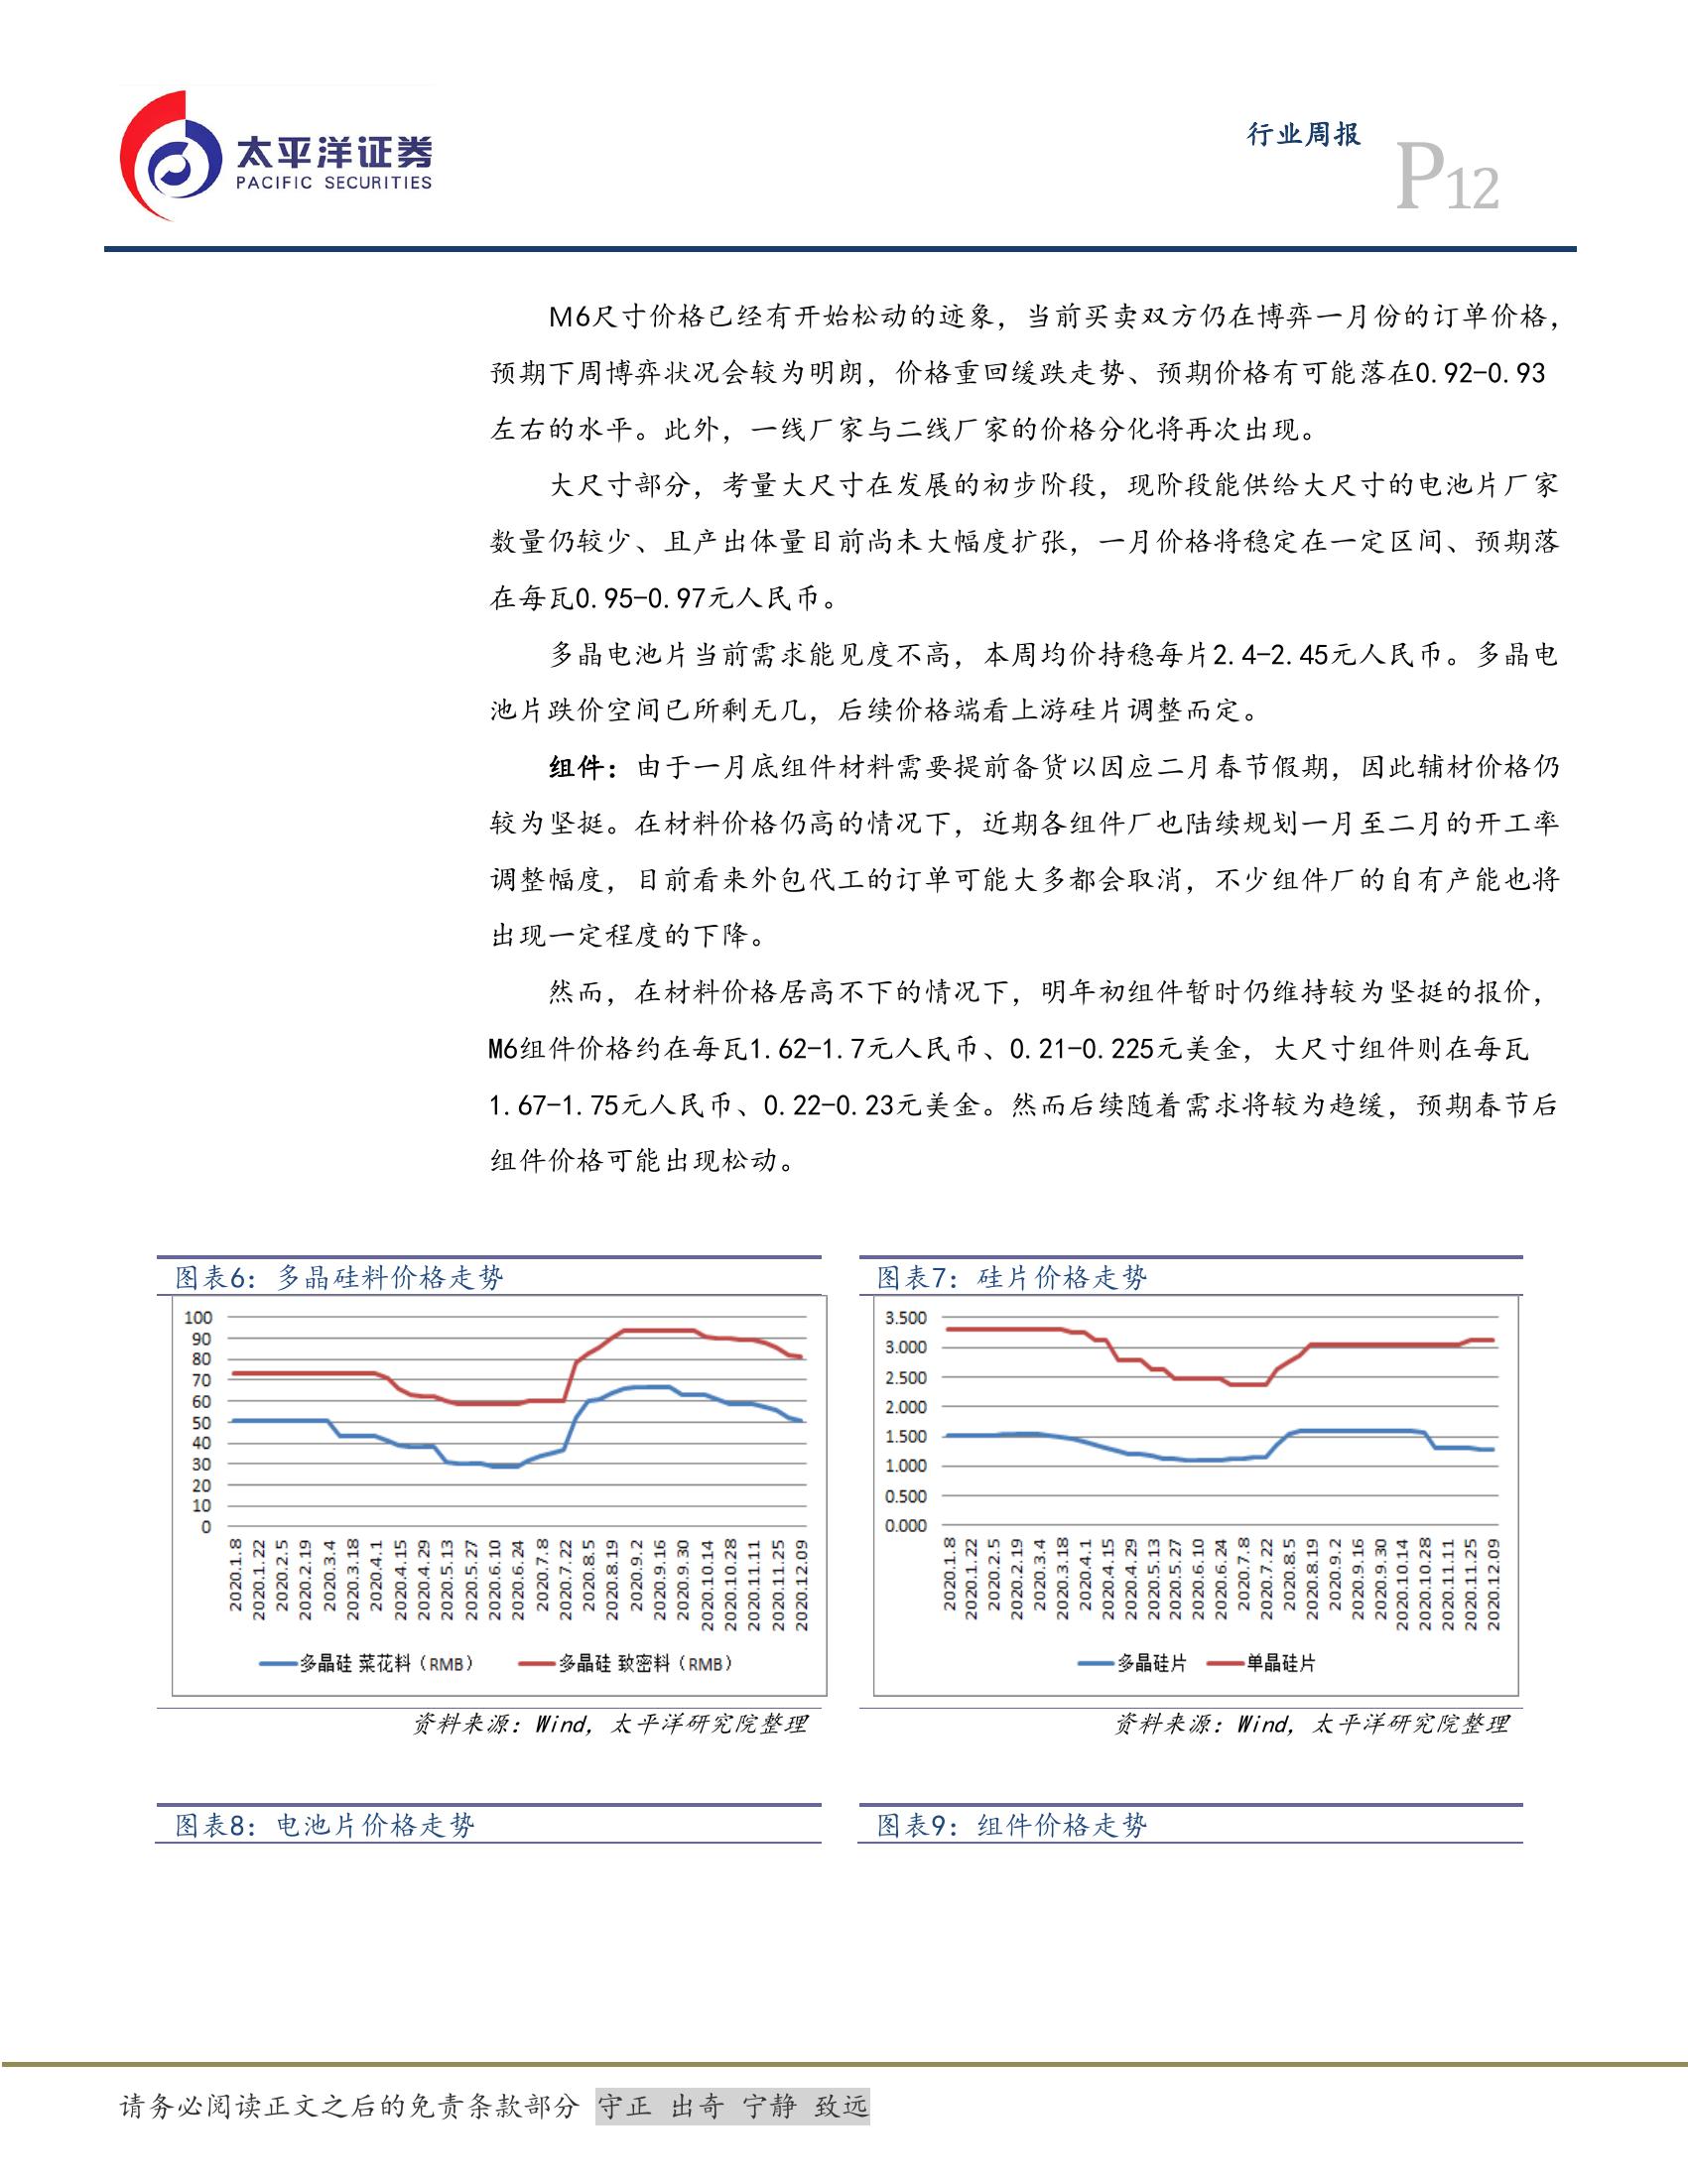 太平洋证券
PACIFIC SECURITIES
行业周报
P12
M6尺寸价格已经有开始松动的迹象，当前买卖双方仍在博弈一月份的订单价格，
预期下周博弈状况会较为明朗，价格重回缓跌走势、预期价格有可能落在0.92-0.93
左右的水平。此外，一线厂家与二线厂家的价格分化将再次出现。
大尺寸部分，考量大尺寸在发展的初步阶段，现阶段能供给大尺寸的电池片厂家
数量仍较少、且产出体量目前尚未大幅度扩张，一月价格将稳定在一定区间、预期落
在每瓦0.95-0.97元人民币。
多晶电池片当前需求能见度不高，本周均价持稳每片2.4-2.45元人民币。多晶电
池片跌价空间已所剩无几，后续价格端看上游硅片调整而定。
组件：由于一月底组件材料需要提前备货以因应二月春节假期，因此辅材价格仍
较为坚挺。在材料价格仍高的情况下，近期各组件厂也陆续规划一月至二月的开工率
调整幅度，目前看来外包代工的订单可能大多都会取消，不少组件厂的自有产能也将
出现一定程度的下降。
然而，在材料价格居高不下的情况下，明年初组件暂时仍维持较为坚挺的报价，
M6组件价格约在每瓦1.62-1.7元人民币、0.21-0.225元美金，大尺寸组件则在每瓦
1.67-1.75元人民币、0.22-0.23元美金。然而后续随着需求将较为趋缓，预期春节后
组件价格可能出现松动。
图表6：多晶硅料价格走势
100
90
80
70
60
50
40
30
20
10
0
2020.1.8
2020.1.22
2020.2.5
2020.2.19
2020.3.4
2020.3.18
2020.4.1
2020.4.15
2020.4.29
2020.5.13
2020.5.27
2020.6.10
2020.6.24
2020.7.8
2020.7.22
2020.8.5
2020.8.19
2020.9.2
2020.9.16
2020.9.30
2020.10.14
2020.10.28
2020.11.11
2020.11.25
2020.12.09
多晶硅 菜花料（RMB） 多晶硅 致密料（RMB）
资料来源：Wind，太平洋研究院整理
图表7：硅片价格走势
3.500
3.000
2.500
2.000
1.500
1.000
0.500
0.000
2020.1.8
2020.1.22
2020.2.5
2020.2.19
2020.3.4
2020.3.18
2020.4.1
2020.4.15
2020.4.29
2020.5.13
2020.5.27
2020.6.10
2020.6.24
2020.7.8
2020.7.22
2020.8.5
2020.8.19
2020.9.2
2020.9.16
2020.9.30
2020.10.14
2020.10.28
2020.11.11
2020.11.25
2020.12.09
多晶硅片 单晶硅片
资料来源：Wind，太平洋研究院整理
图表8：电池片价格走势
图表9：组件价格走势
请务必阅读正文之后的免责条款部分 守正 出奇 宁静 致远